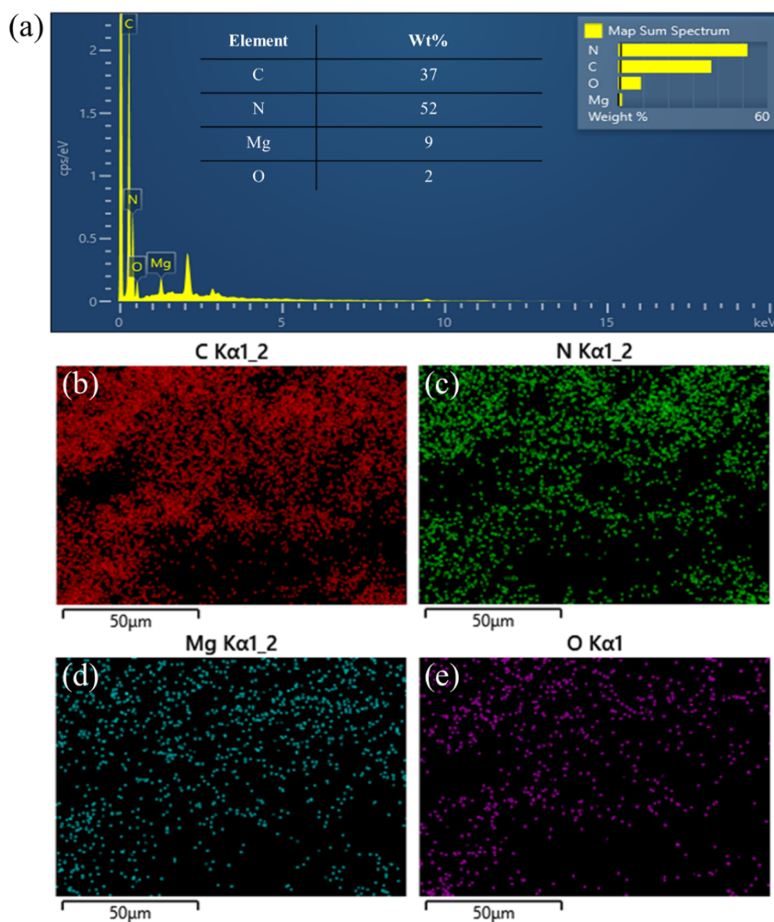 (a)
C
2
1.5
1
0.5
0
cps/eV
N
O
Mg
0
5
10
15
keV
Element Wt%
C 37
N 52
Mg 9
O 2
Map Sum Spectrum
N
C
O
Mg
Weight % 60
C Kα1_2
(b)
50μm
N Kα1_2
(c)
50μm
Mg Kα1_2
(d)
50μm
O Kα1
(e)
50μm